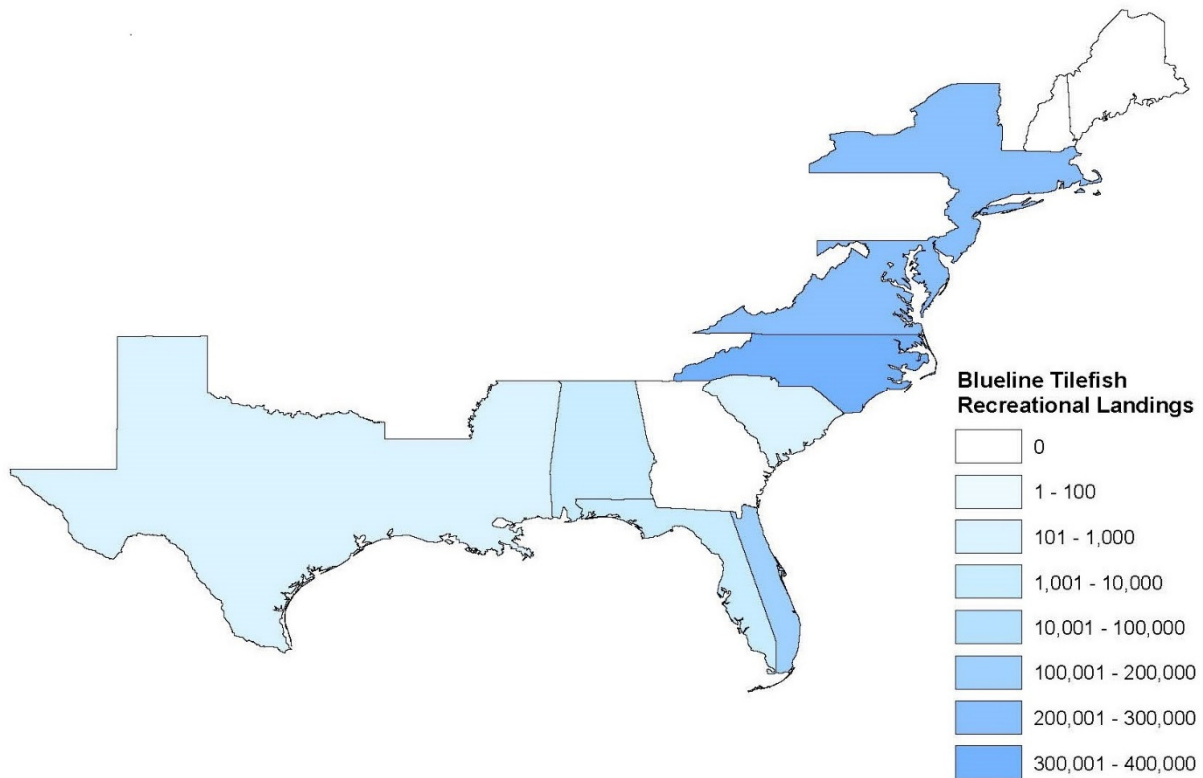 Blueline Tilefish
Recreational Landings
0
1 - 100
101 - 1,000
1,001 - 10,000
10,001 - 100,000
100,001 - 200,000
200,001 - 300,000
300,001 - 400,000